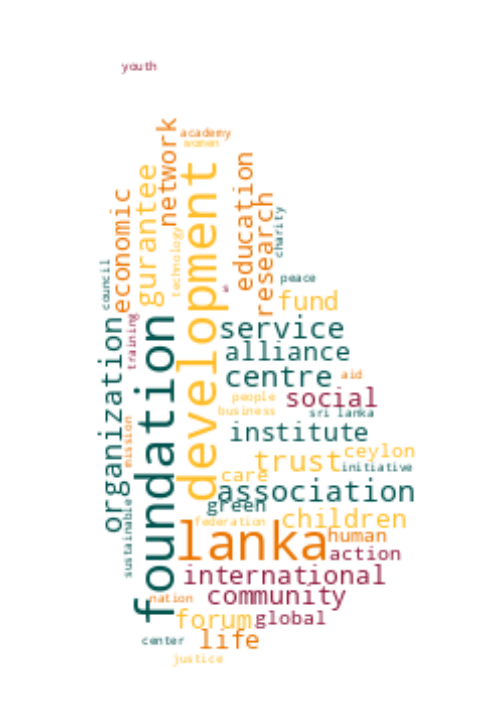 youth
network
academy
women
gurantee
development
education
economic
research
technology
charity
council
s
peace
fund
training
organization
foundation
service
alliance
centre
aid
people
social
business
sri lanka
mission
institute
trust
ceylon
initiative
care
association
sustainable
green
federation
children
lanka
human
action
international
nation
community
forum
global
center
life
justice